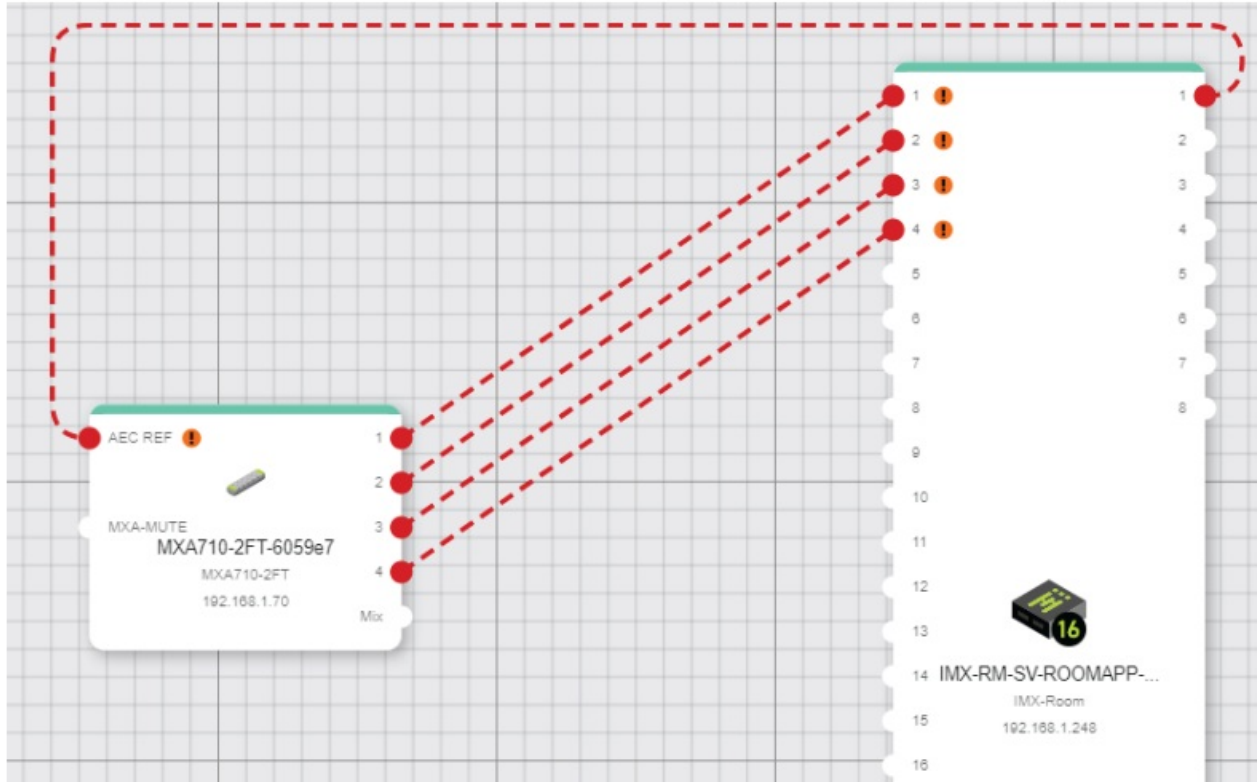 1 ! 1
2 ! 2
3 ! 3
4 ! 4
5 5
6 6
7 7
8 8
9
10
11
12
13
14
15
16
16
IMX-RM-SV-ROOMAPP-...
IMX-Room
192.168.1.248
AEC REF ! 1
2
MXA-MUTE 3
MXA710-2FT-6059e7
MXA710-2FT 4
192.168.1.70
Mix